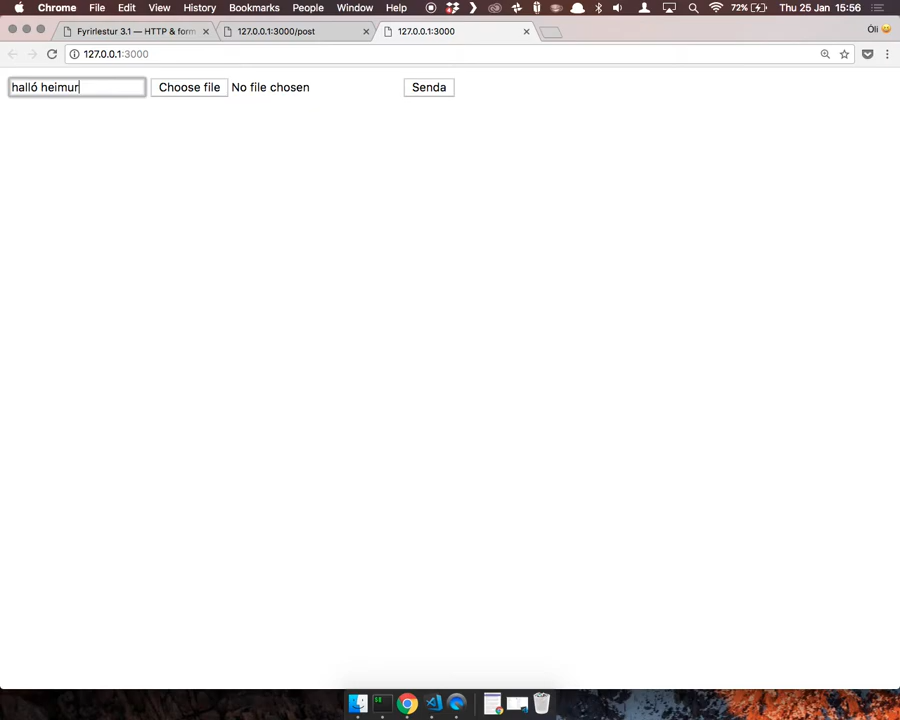 Chrome File Edit View History Bookmarks People Window Help 72% Thu 25 Jan 15:56
Fyrirlestur 3.1 — HTTP & form 127.0.0.1:3000/post 127.0.0.1:3000 Óli
127.0.0.1:3000
halló heimur Choose file No file chosen Senda